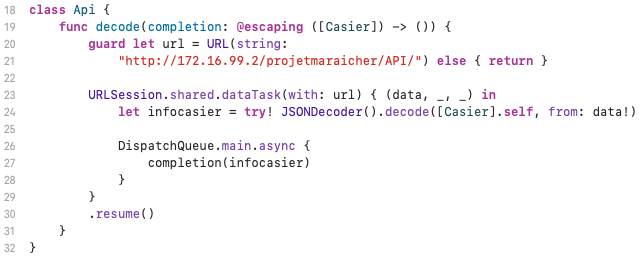 18 class Api {
19     func decode(completion: @escaping ([Casier]) -> ()) {
20         guard let url = URL(string:
21             "http://172.16.99.2/projetmaraicher/API/") else { return }
22
23         URLSession.shared.dataTask(with: url) { (data, _, _) in
24             let infocasier = try! JSONDecoder().decode([Casier].self, from: data!)
25
26             DispatchQueue.main.async {
27                 completion(infocasier)
28             }
29         }
30         .resume()
31     }
32 }